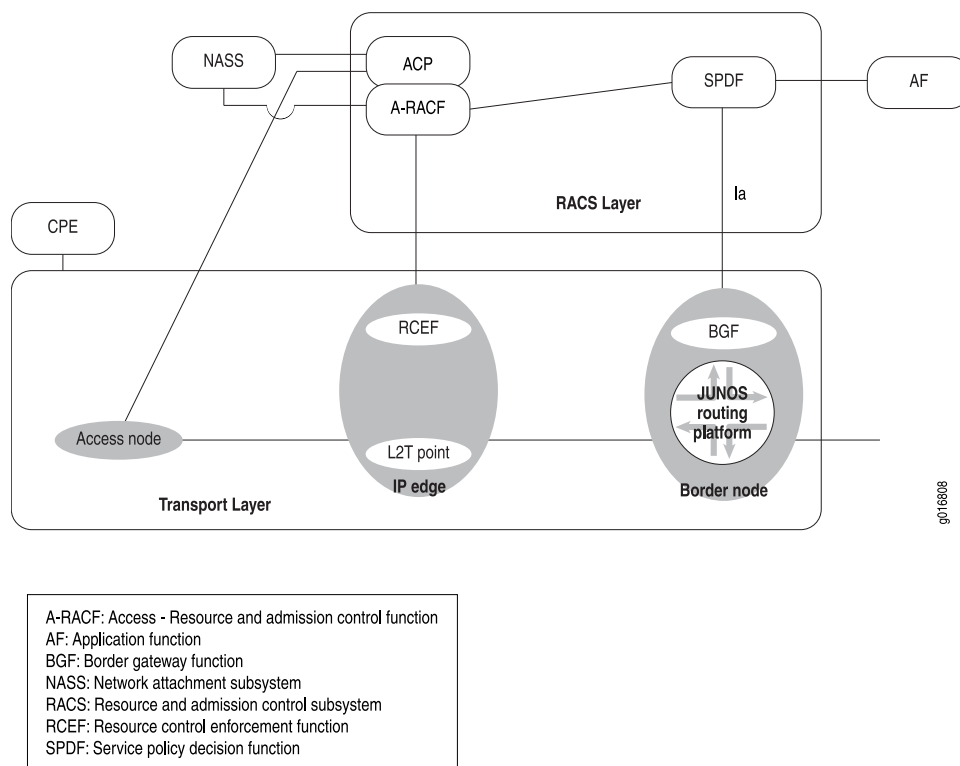 NASS
ACP
A-RACF
SPDF
AF
RACS Layer
Ia
CPE
RCEF
BGF
JUNOS
routing
platform
Access node
L2T point
IP edge
Border node
Transport Layer
g016808
A-RACF: Access - Resource and admission control function
AF: Application function
BGF: Border gateway function
NASS: Network attachment subsystem
RACS: Resource and admission control subsystem
RCEF: Resource control enforcement function
SPDF: Service policy decision function